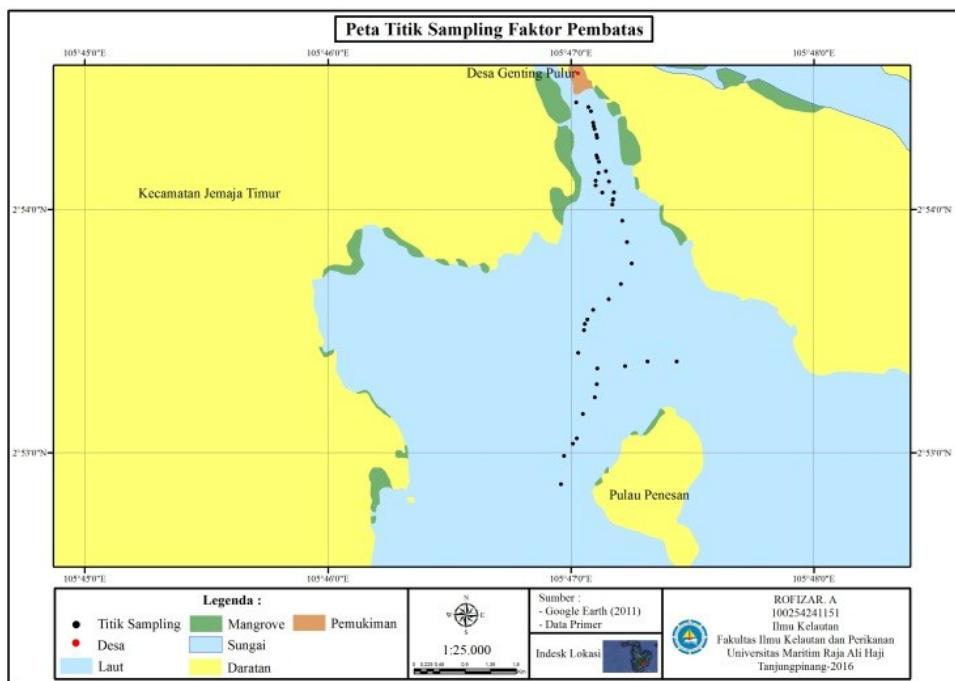 Peta Titik Sampling Faktor Pembatas
105°45'0"E 105°46'0"E 105°47'0"E 105°48'0"E
Desa Genting Pulur
Kecamatan Jemaja Timur
2°54'0"N 2°54'0"N
2°53'0"N 2°53'0"N
Pulau Penesan
105°45'0"E 105°46'0"E 105°47'0"E 105°48'0"E
Legenda :
Titik Sampling
Desa
Laut
Mangrove
Sungai
Daratan
Pemukiman
N
W E
S
1:25,000
Km
Sumber :
- Google Earth (2011)
- Data Primer
Indesk Lokasi
ROFIZAR. A
100254241151
Ilmu Kelautan
Fakultas Ilmu Kelautan dan Perikanan
Universitas Maritim Raja Ali Haji
Tanjungpinang-2016